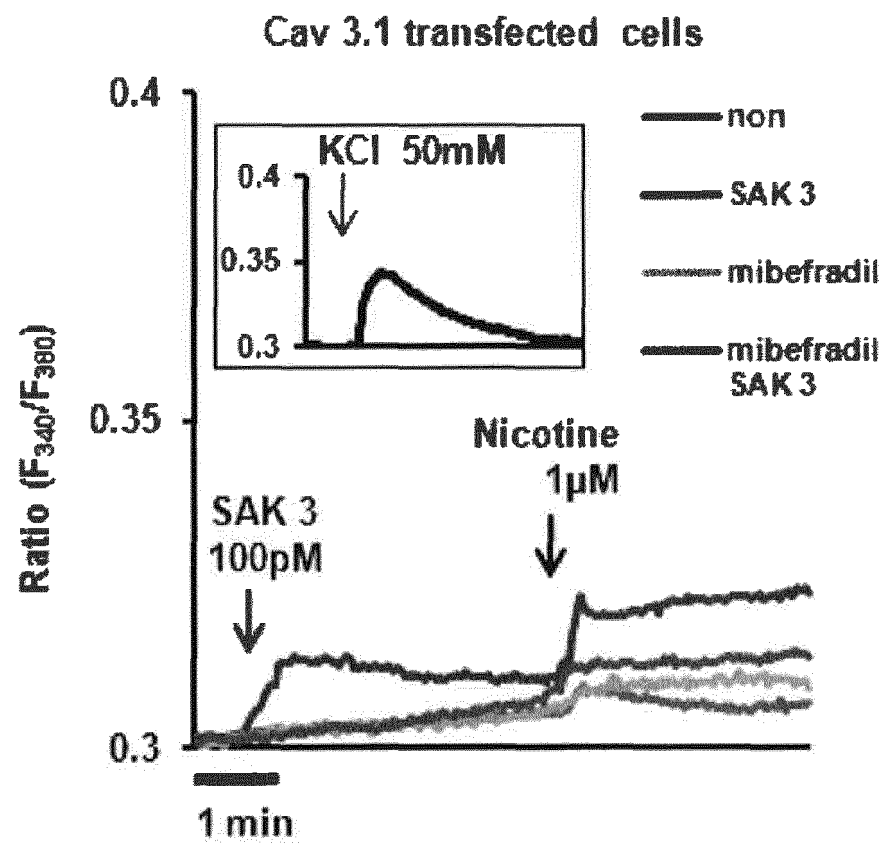 Cav 3.1 transfected cells
0.4
non
KCl 50mM
0.4
SAK 3
0.35
mibefradil
0.3
mibefradil
SAK 3
Ratio (F340/F380)
0.35
Nicotine
1µM
SAK 3
100pM
0.3
1 min